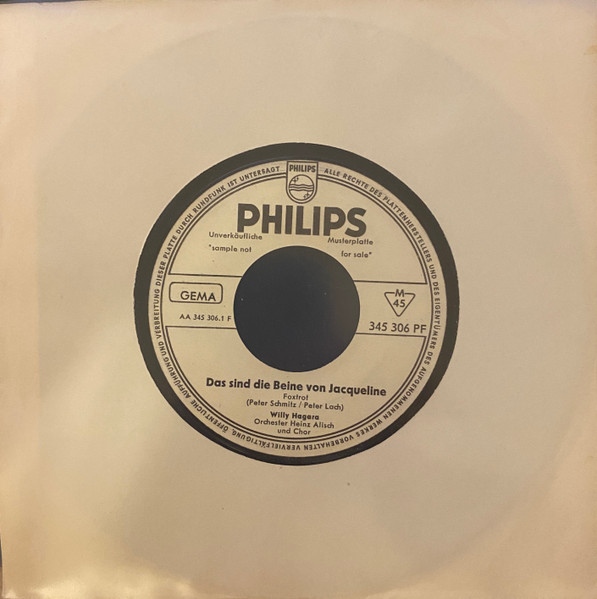 ALLE RECHTE DES PLATTENHERSTELLERS UND DES EIGENTÜMERS DES AUFGENOMMENEN WERKES VORBEHALTEN VERVIELFÄLTIGUNG, ÖFFENTLICHE AUFFÜHRUNG UND VERBREITUNG DIESER PLATTE DURCH RUNDFUNK IST UNTERSAGT
PHILIPS
PHILIPS
Unverkäufliche Musterplatte
"sample not for sale"
GEMA
M
45
AA 345 306.1 F
345 306 PF
Das sind die Beine von Jacqueline
Foxtrot
(Peter Schmitz / Peter Lach)
Willy Hagara
Orchester Heinz Alisch
und Chor